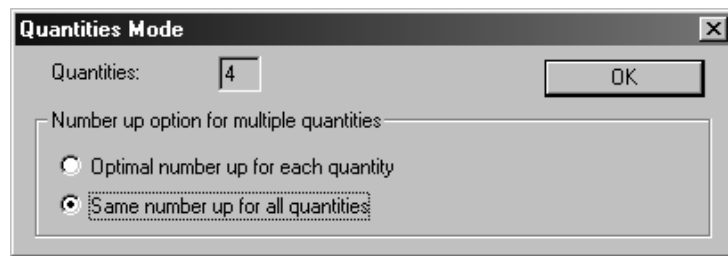 Quantities Mode
Quantities: 4 OK
Number up option for multiple quantities
Optimal number up for each quantity
Same number up for all quantities